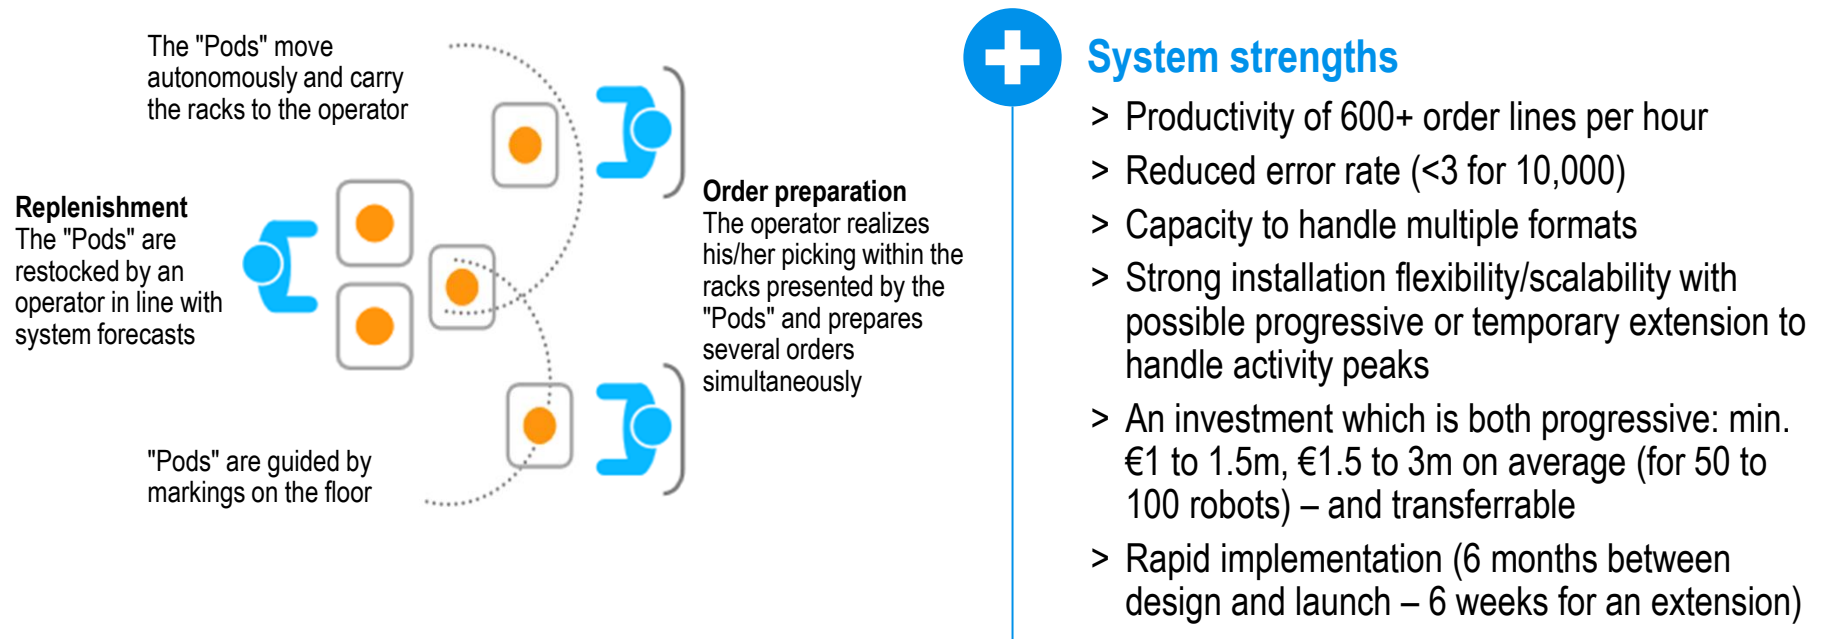 The "Pods" move
autonomously and carry
the racks to the operator
Replenishment
The "Pods" are
restocked by an
operator in line with
system forecasts
"Pods" are guided by
markings on the floor
Order preparation
The operator realizes
his/her picking within the
racks presented by the
"Pods" and prepares
several orders
simultaneously
System strengths
> Productivity of 600+ order lines per hour
> Reduced error rate (<3 for 10,000)
> Capacity to handle multiple formats
> Strong installation flexibility/scalability with
possible progressive or temporary extension to
handle activity peaks
> An investment which is both progressive: min.
€1 to 1.5m, €1.5 to 3m on average (for 50 to
100 robots) – and transferrable
> Rapid implementation (6 months between
design and launch – 6 weeks for an extension)